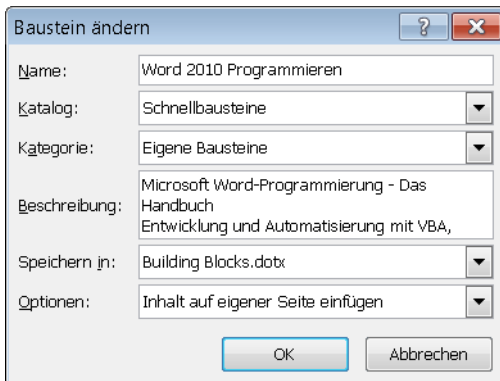 Baustein ändern
Name: Word 2010 Programmieren
Katalog: Schnellbausteine
Kategorie: Eigene Bausteine
Beschreibung: Microsoft Word-Programmierung - Das
Handbuch
Entwicklung und Automatisierung mit VBA,
Speichern in: Building Blocks.dotx
Optionen: Inhalt auf eigener Seite einfügen
OK Abbrechen